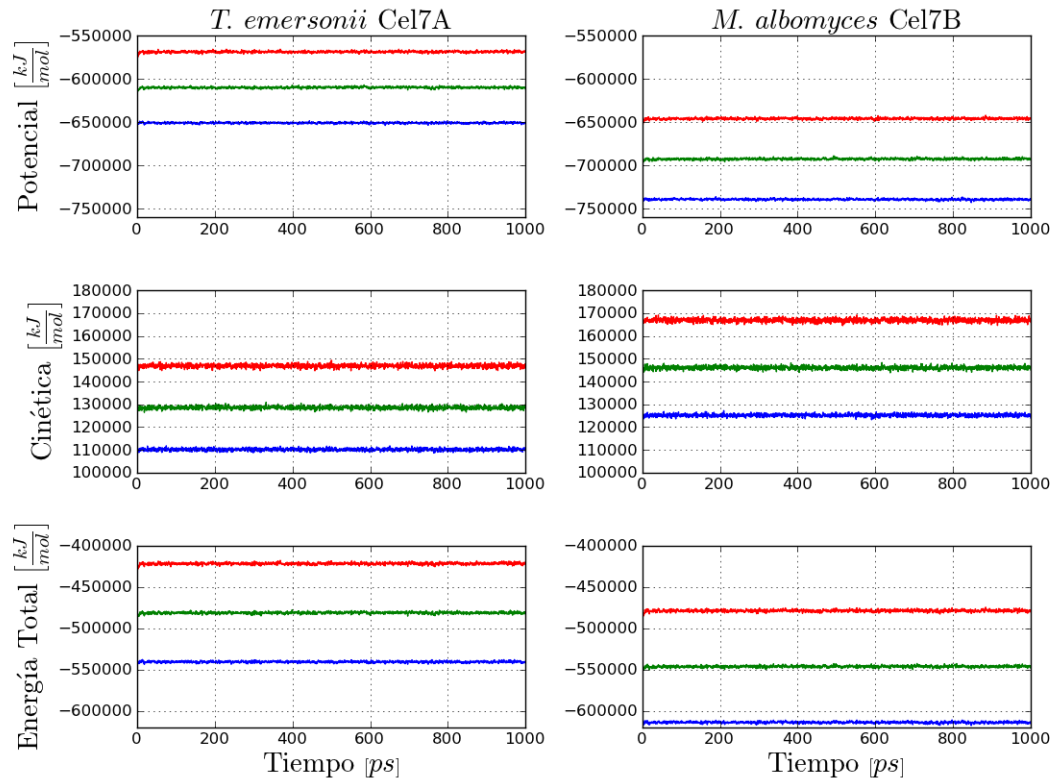 T. emersonii Cel7A
M. albomyces Cel7B
Potencial [kJ/mol]
−550000
−600000
−650000
−700000
−750000
0 200 400 600 800 1000
−550000
−600000
−650000
−700000
−750000
0 200 400 600 800 1000
Cinética [kJ/mol]
180000
170000
160000
150000
140000
130000
120000
110000
100000
0 200 400 600 800 1000
180000
170000
160000
150000
140000
130000
120000
110000
100000
0 200 400 600 800 1000
Energía Total [kJ/mol]
−400000
−450000
−500000
−550000
−600000
0 200 400 600 800 1000
Tiempo [ps]
−400000
−450000
−500000
−550000
−600000
0 200 400 600 800 1000
Tiempo [ps]